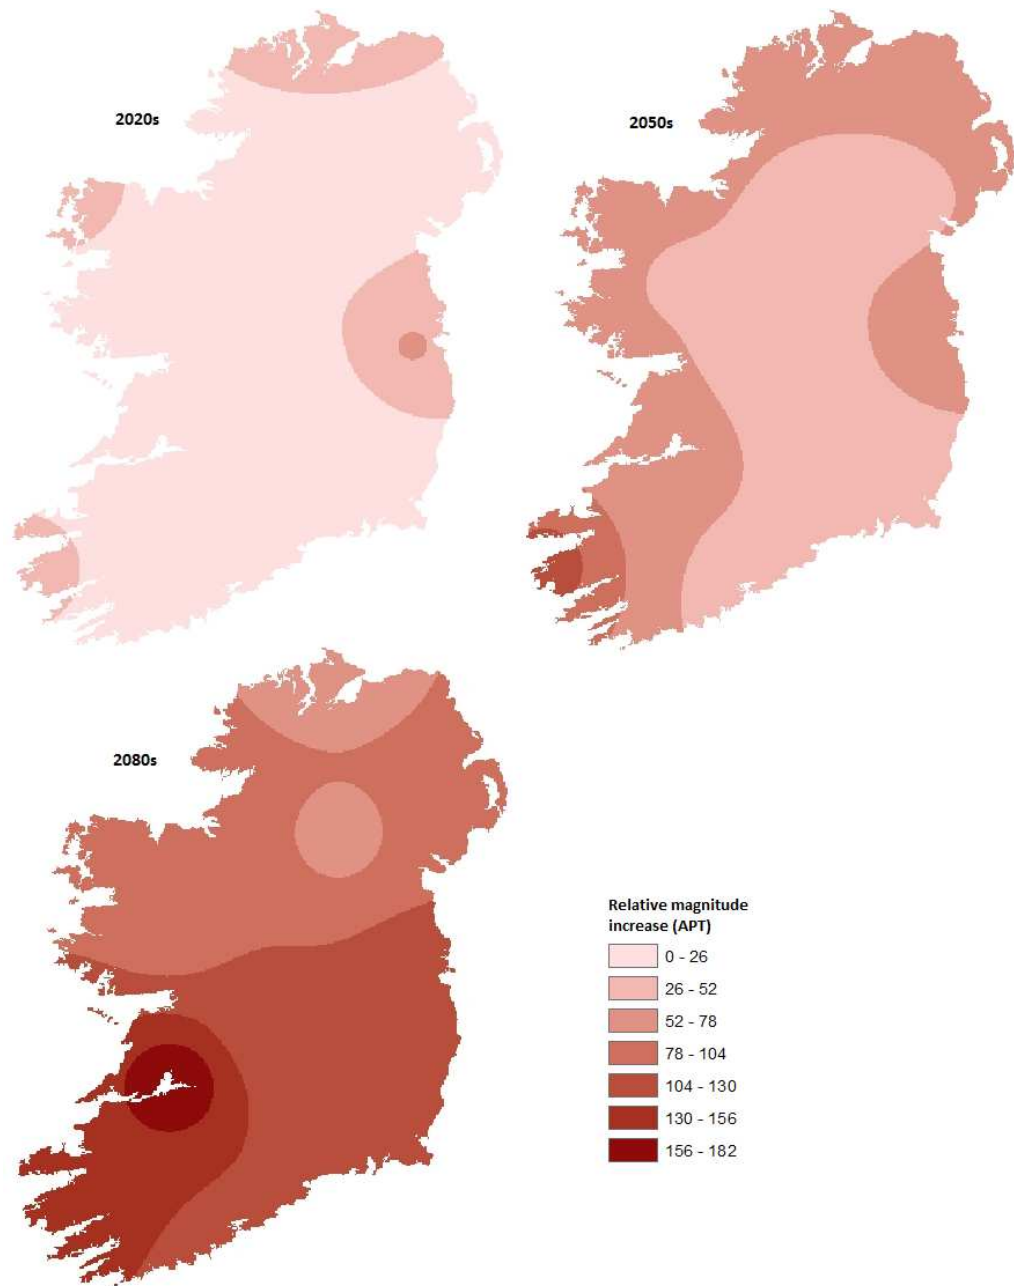 2020s
2050s
2080s
Relative magnitude
increase (APT)
0 - 26
26 - 52
52 - 78
78 - 104
104 - 130
130 - 156
156 - 182